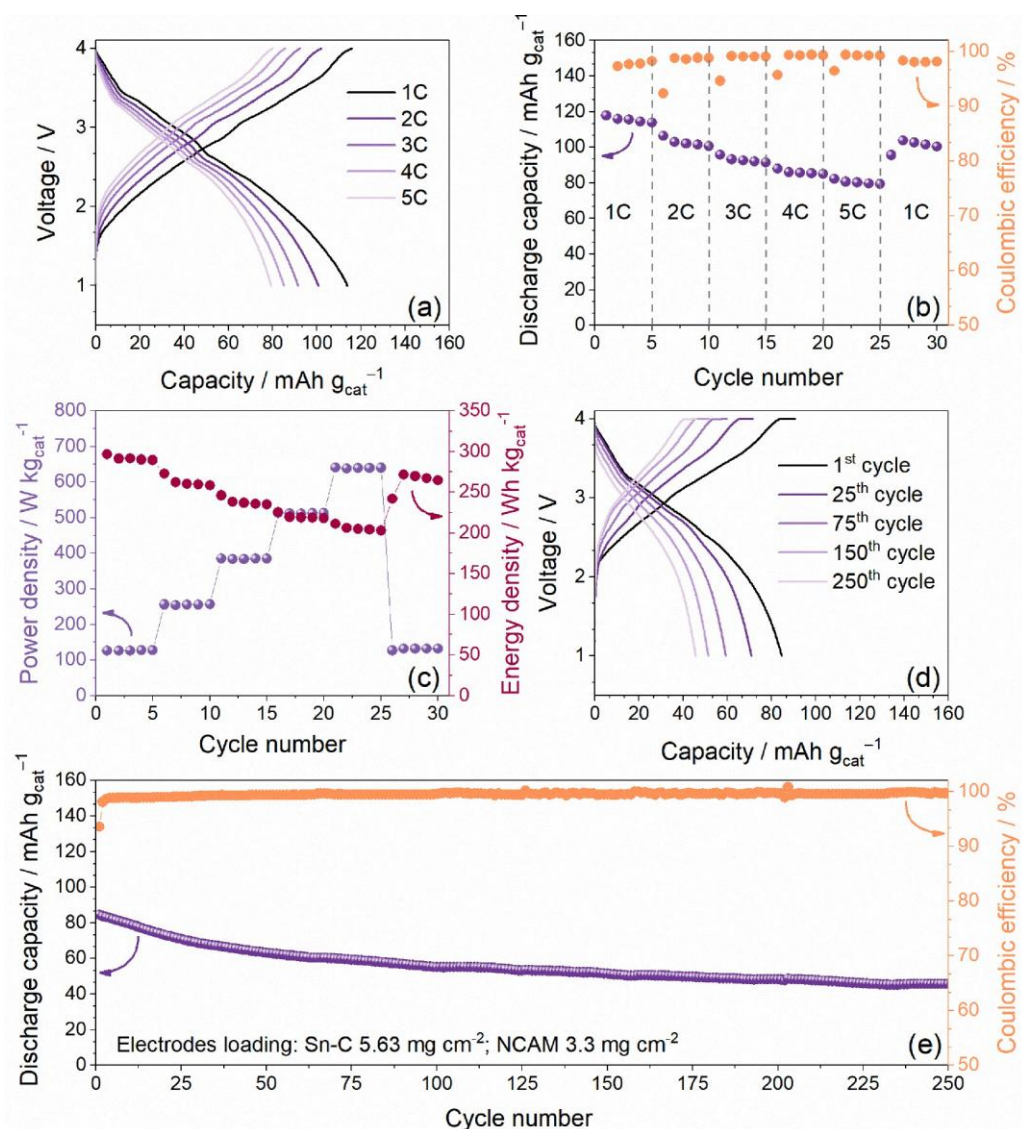 4
3
2
1
0 20 40 60 80 100 120 140 160
Voltage / V
Capacity / mAh g_cat⁻¹
1C
2C
3C
4C
5C
(a)
160
140
120
100
80
60
40
20
0
Discharge capacity / mAh g_cat⁻¹
1C 2C 3C 4C 5C 1C
(b)
100
90
80
70
60
50
Coulombic efficiency / %
0 5 10 15 20 25 30
Cycle number
800
700
600
500
400
300
200
100
0
Power density / W kg_cat⁻¹
350
300
250
200
150
100
50
0
Energy density / Wh kg_cat⁻¹
(c)
0 5 10 15 20 25 30
Cycle number
4
3
2
1
Voltage / V
1st cycle
25th cycle
75th cycle
150th cycle
250th cycle
(d)
0 20 40 60 80 100 120 140 160
Capacity / mAh g_cat⁻¹
160
140
120
100
80
60
40
20
0
Discharge capacity / mAh g_cat⁻¹
100
90
80
70
60
50
Coulombic efficiency / %
Electrodes loading: Sn-C 5.63 mg cm⁻²; NCAM 3.3 mg cm⁻²
(e)
0 25 50 75 100 125 150 175 200 225 250
Cycle number